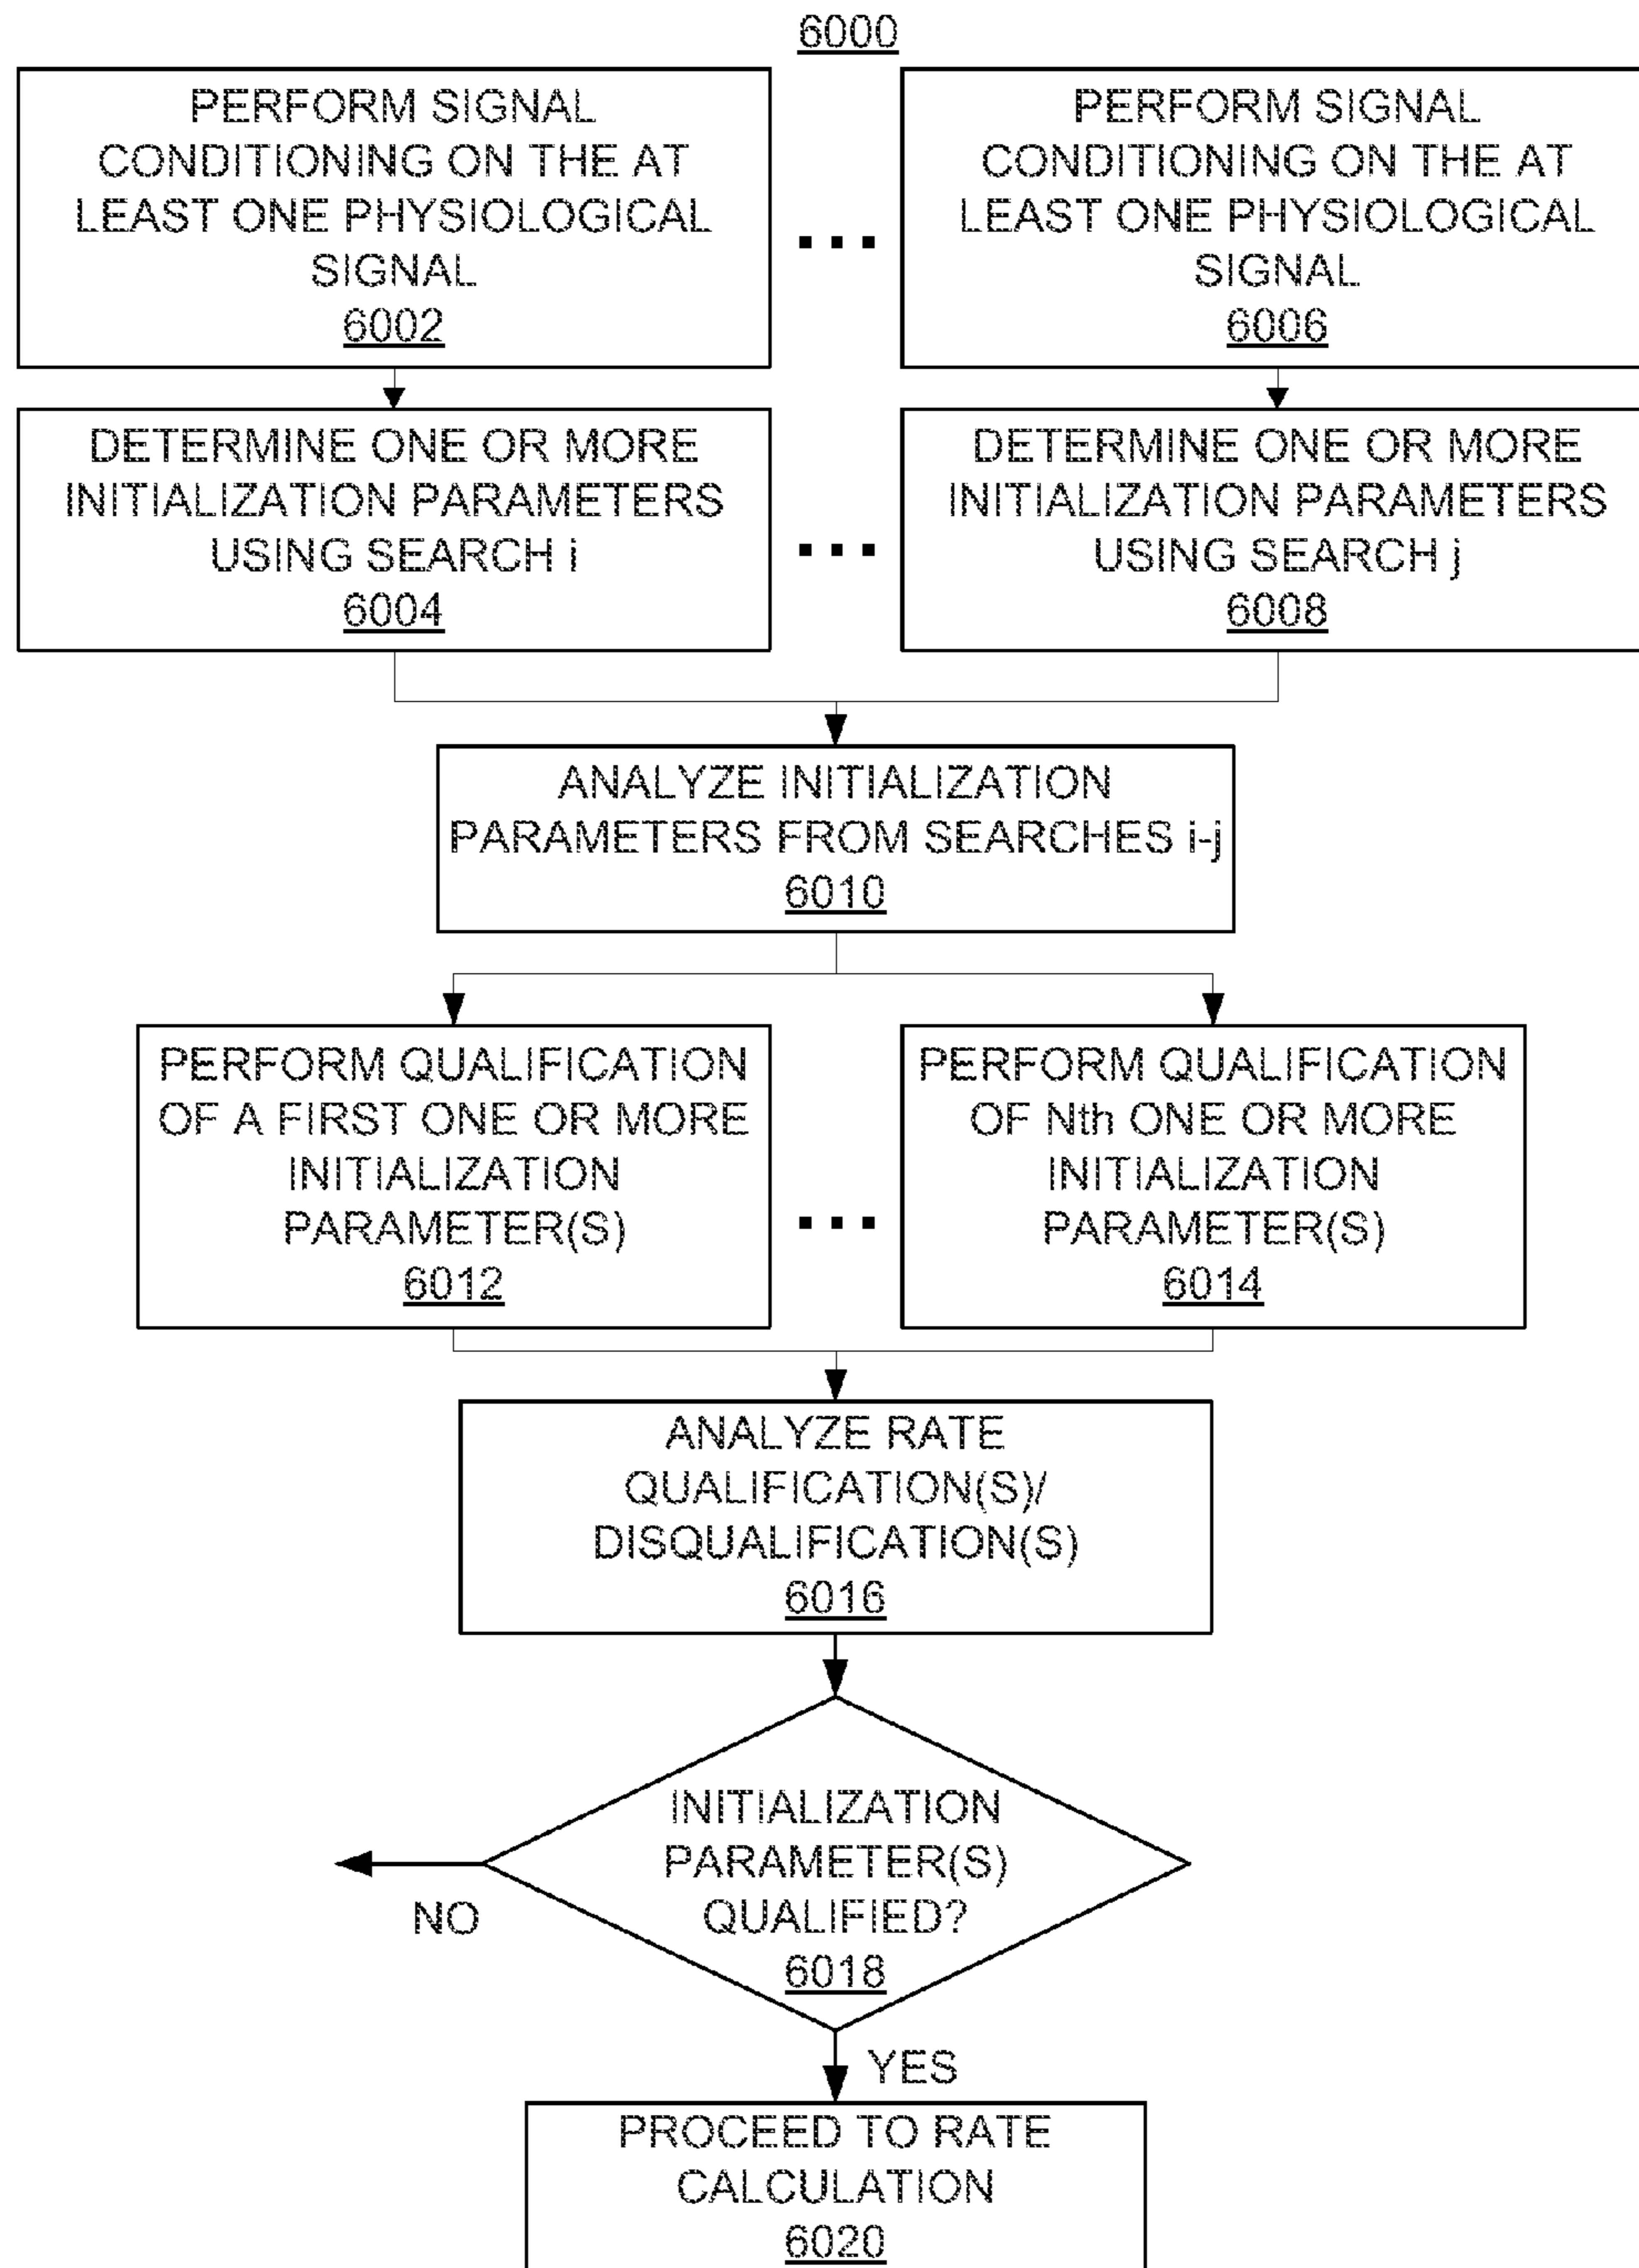 6000
PERFORM SIGNAL
CONDITIONING ON THE AT
LEAST ONE PHYSIOLOGICAL
SIGNAL
6002
PERFORM SIGNAL
CONDITIONING ON THE AT
LEAST ONE PHYSIOLOGICAL
SIGNAL
6006
DETERMINE ONE OR MORE
INITIALIZATION PARAMETERS
USING SEARCH i
6004
DETERMINE ONE OR MORE
INITIALIZATION PARAMETERS
USING SEARCH j
6008
ANALYZE INITIALIZATION
PARAMETERS FROM SEARCHES i-j
6010
PERFORM QUALIFICATION
OF A FIRST ONE OR MORE
INITIALIZATION
PARAMETER(S)
6012
PERFORM QUALIFICATION
OF Nth ONE OR MORE
INITIALIZATION
PARAMETER(S)
6014
ANALYZE RATE
QUALIFICATION(S)/
DISQUALIFICATION(S)
6016
INITIALIZATION
PARAMETER(S)
QUALIFIED?
6018
NO
YES
PROCEED TO RATE
CALCULATION
6020